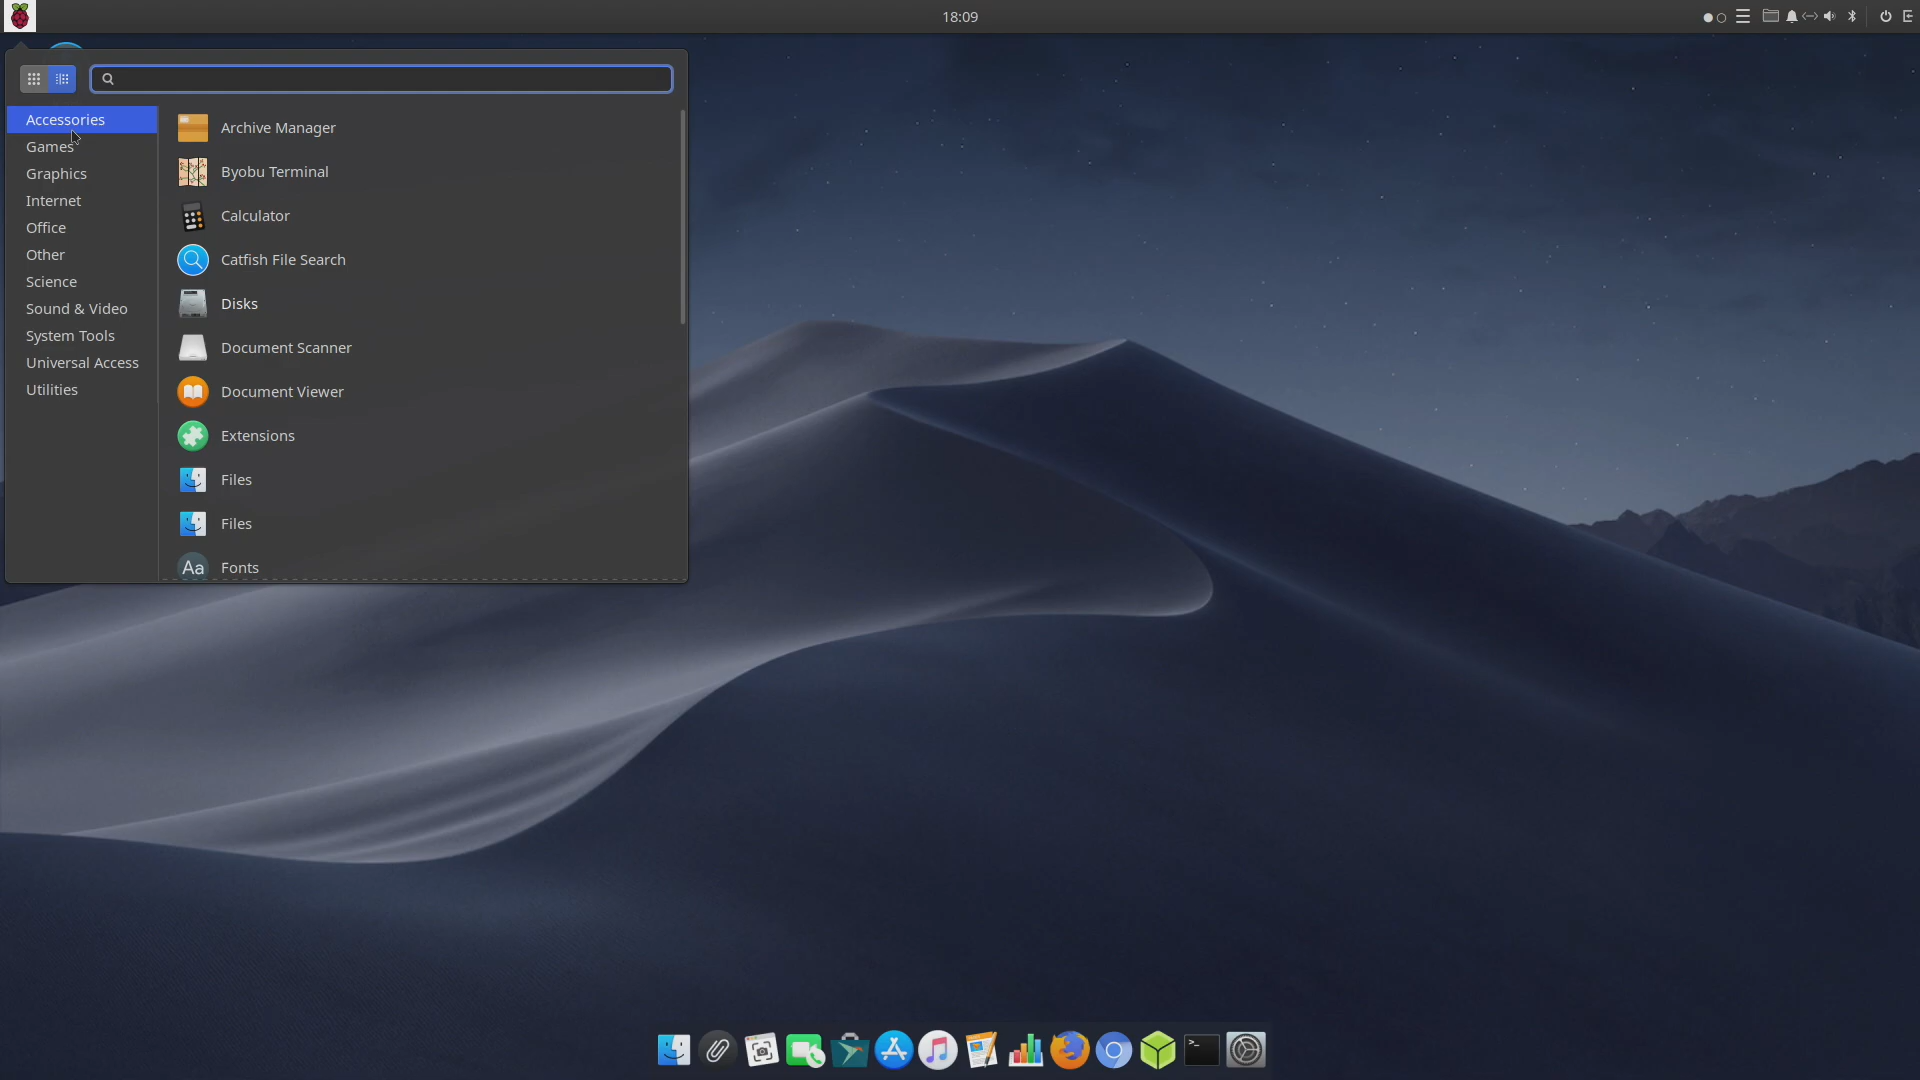 18:09
Accessories
Games
Graphics
Internet
Office
Other
Science
Sound & Video
System Tools
Universal Access
Utilities
Archive Manager
Byobu Terminal
Calculator
Catfish File Search
Disks
Document Scanner
Document Viewer
Extensions
Files
Files
Aa Fonts
>_